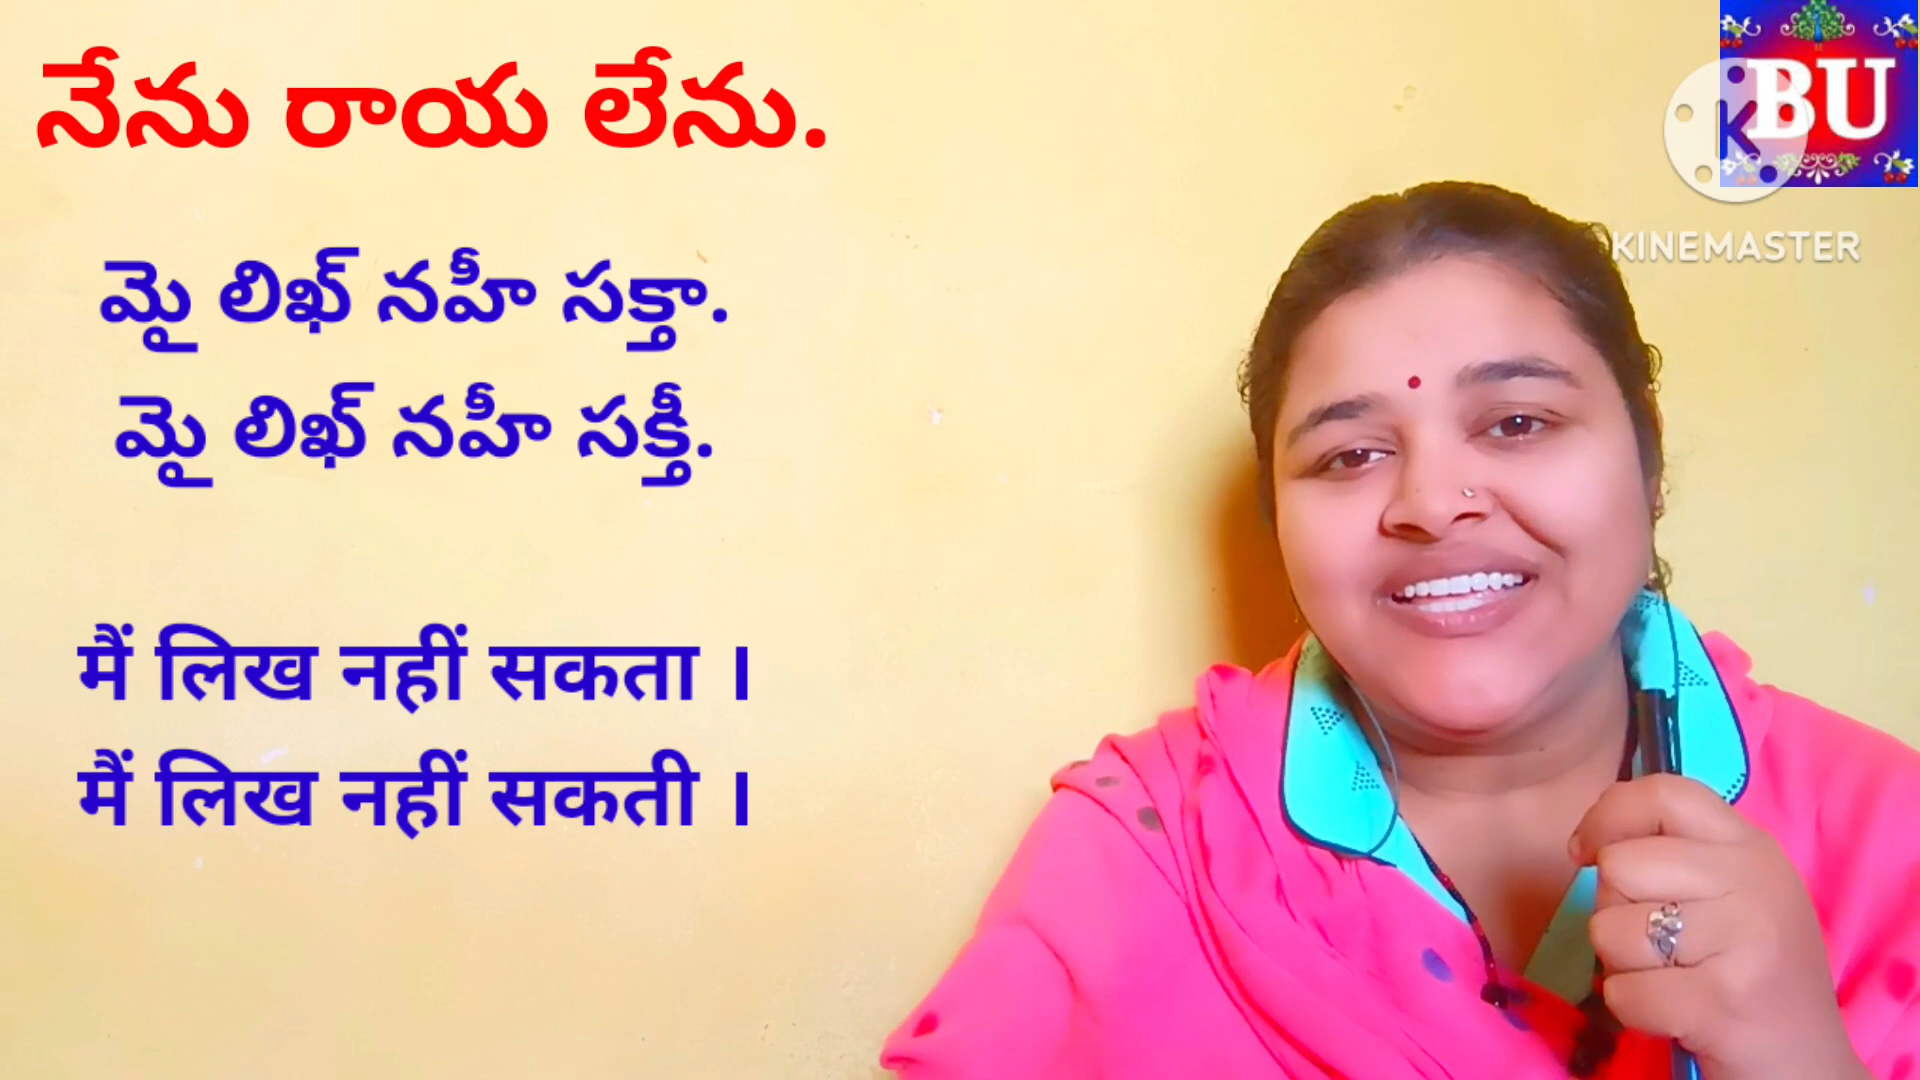 నేను రాయ లేను.
మై లిఖ్ నహీ సక్తా.
మై లిఖ్ నహీ సక్తీ.
मैं लिख नहीं सकता ।
मैं लिख नहीं सकती ।
BU
K
KINEMASTER